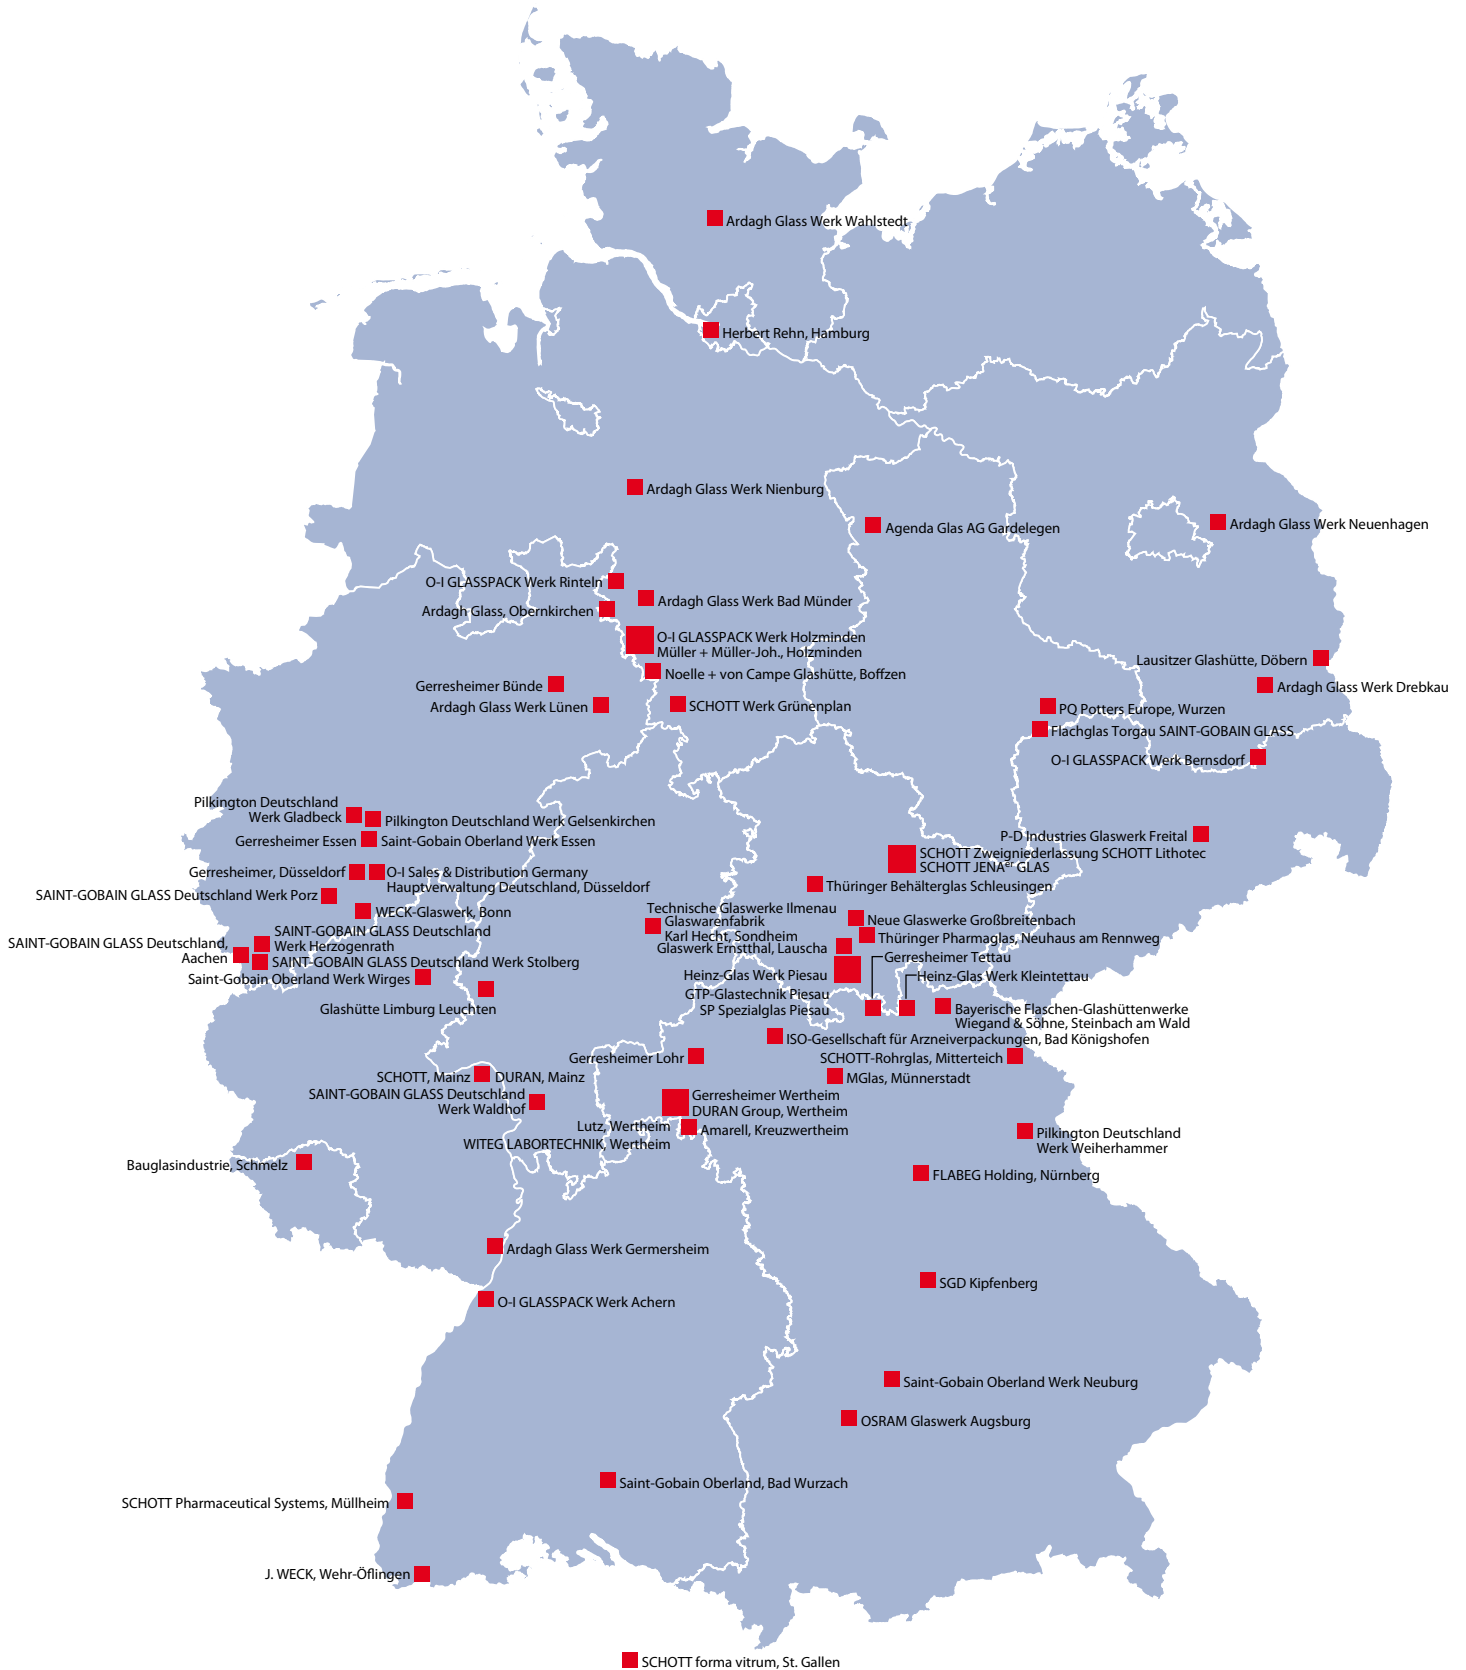 Ardagh Glass Werk Wahlstedt
Herbert Rehn, Hamburg
Ardagh Glass Werk Nienburg
Agenda Glas AG Gardelegen
Ardagh Glass Werk Neuenhagen
O-I GLASSPACK Werk Rinteln
Ardagh Glass Werk Bad Münder
Ardagh Glass, Obernkirchen
O-I GLASSPACK Werk Holzminden
Müller + Müller-Joh., Holzminden
Lausitzer Glashütte, Döbern
Noelle + von Campe Glashütte, Boffzen
Gerresheimer Bünde
Ardagh Glass Werk Drebkau
Ardagh Glass Werk Lünen
SCHOTT Werk Grünenplan
PQ Potters Europe, Wurzen
Flachglas Torgau SAINT-GOBAIN GLASS
O-I GLASSPACK Werk Bernsdorf
Pilkington Deutschland
Werk Gladbeck
Pilkington Deutschland Werk Gelsenkirchen
Gerresheimer Essen
Saint-Gobain Oberland Werk Essen
P-D Industries Glaswerk Freital
SCHOTT Zweigniederlassung SCHOTT Lithotec
SCHOTT JENAer GLAS
Gerresheimer, Düsseldorf
O-I Sales & Distribution Germany
Hauptverwaltung Deutschland, Düsseldorf
Thüringer Behälterglas Schleusingen
SAINT-GOBAIN GLASS Deutschland Werk Porz
WECK-Glaswerk, Bonn
Technische Glaswerke Ilmenau
Glaswarenfabrik
Karl Hecht, Sondheim
Neue Glaswerke Großbreitenbach
SAINT-GOBAIN GLASS Deutschland
Werk Herzogenrath
Thüringer Pharmaglas, Neuhaus am Rennweg
SAINT-GOBAIN GLASS Deutschland,
Aachen
Glaswerk Ernstthal, Lauscha
Gerresheimer Tettau
SAINT-GOBAIN GLASS Deutschland Werk Stolberg
Saint-Gobain Oberland Werk Wirges
Heinz-Glas Werk Piesau
Heinz-Glas Werk Kleintettau
GTP-Glastechnik Piesau
SP Spezialglas Piesau
Glashütte Limburg Leuchten
Bayerische Flaschen-Glashüttenwerke
Wiegand & Söhne, Steinbach am Wald
ISO-Gesellschaft für Arzneiverpackungen, Bad Königshofen
Gerresheimer Lohr
SCHOTT-Rohrglas, Mitterteich
SCHOTT, Mainz
DURAN, Mainz
MGlas, Münnerstadt
SAINT-GOBAIN GLASS Deutschland
Werk Waldhof
Gerresheimer Wertheim
DURAN Group, Wertheim
Lutz, Wertheim
Amarell, Kreuzwertheim
WITEG LABORTECHNIK, Wertheim
Pilkington Deutschland
Werk Weiherhammer
Bauglasindustrie, Schmelz
FLABEG Holding, Nürnberg
Ardagh Glass Werk Germersheim
SGD Kipfenberg
O-I GLASSPACK Werk Achern
Saint-Gobain Oberland Werk Neuburg
OSRAM Glaswerk Augsburg
Saint-Gobain Oberland, Bad Wurzach
SCHOTT Pharmaceutical Systems, Müllheim
J. WECK, Wehr-Öflingen
SCHOTT forma vitrum, St. Gallen